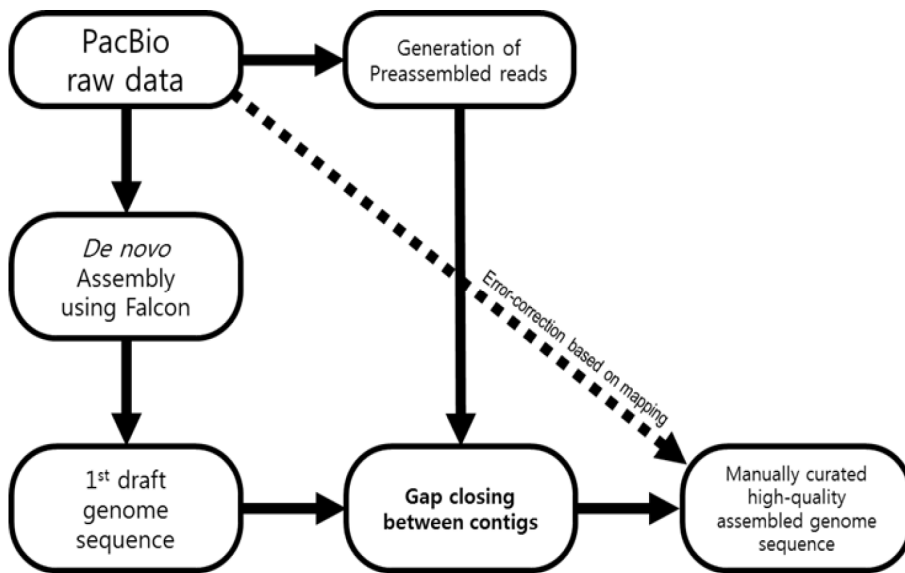 PacBio
raw data
Generation of
Preassembled reads
De novo
Assembly
using Falcon
Error-correction based on mapping
1st draft
genome
sequence
Gap closing
between contigs
Manually curated
high-quality
assembled genome
sequence